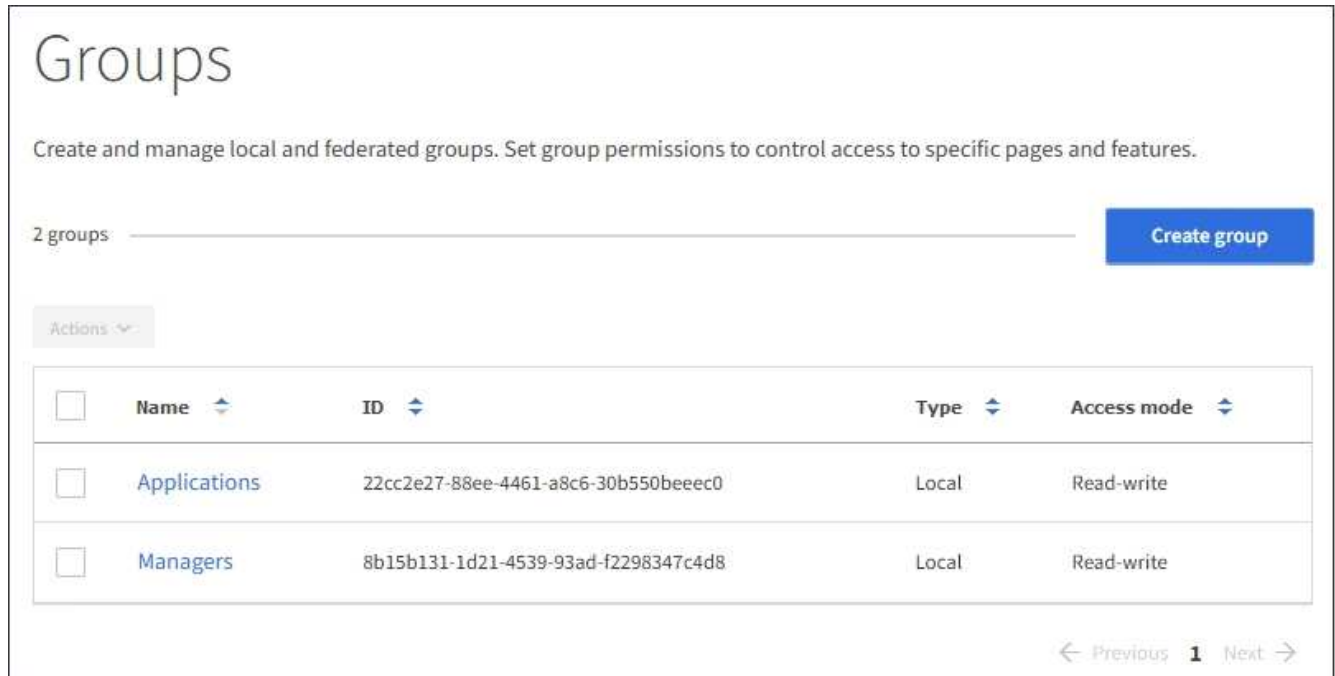 Groups
Create and manage local and federated groups. Set group permissions to control access to specific pages and features.
2 groups Create group
Actions
Name ID Type Access mode
Applications 22cc2e27-88ee-4461-a8c6-30b550beeec0 Local Read-write
Managers 8b15b131-1d21-4539-93ad-f2298347c4d8 Local Read-write
← Previous 1 Next →